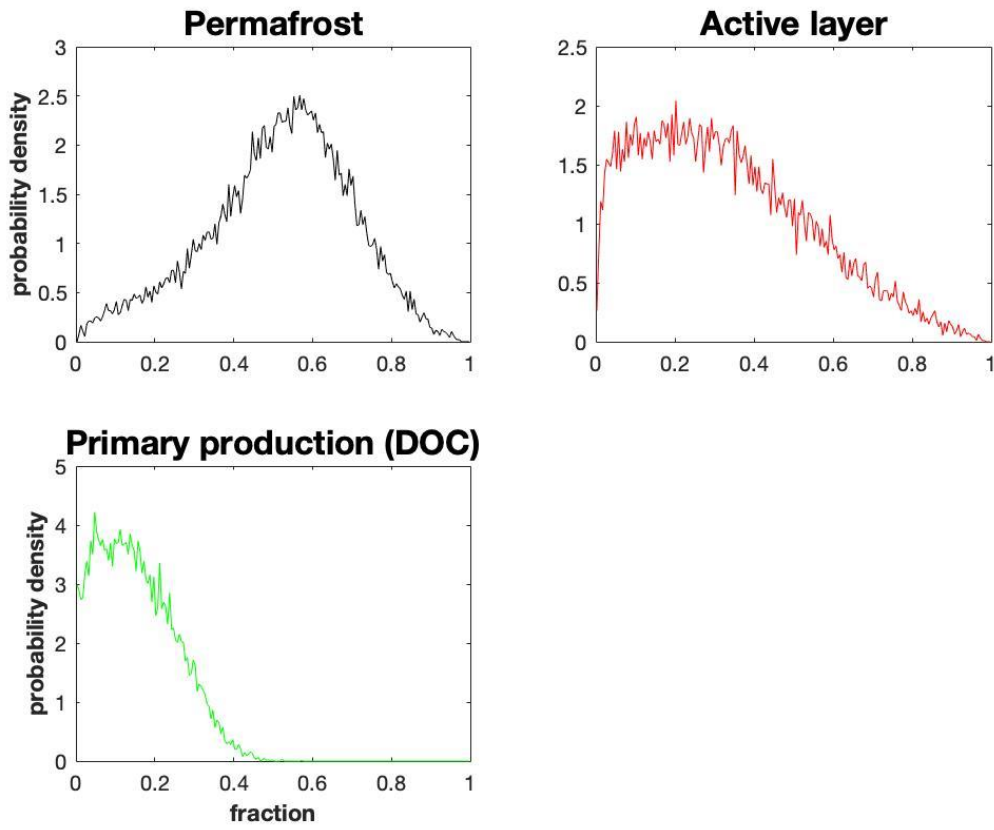 Permafrost
3
2.5
2
1.5
1
0.5
0
0 0.2 0.4 0.6 0.8 1
probability density
Active layer
2.5
2
1.5
1
0.5
0
0 0.2 0.4 0.6 0.8 1
Primary production (DOC)
5
4
3
2
1
0
0 0.2 0.4 0.6 0.8 1
probability density
fraction